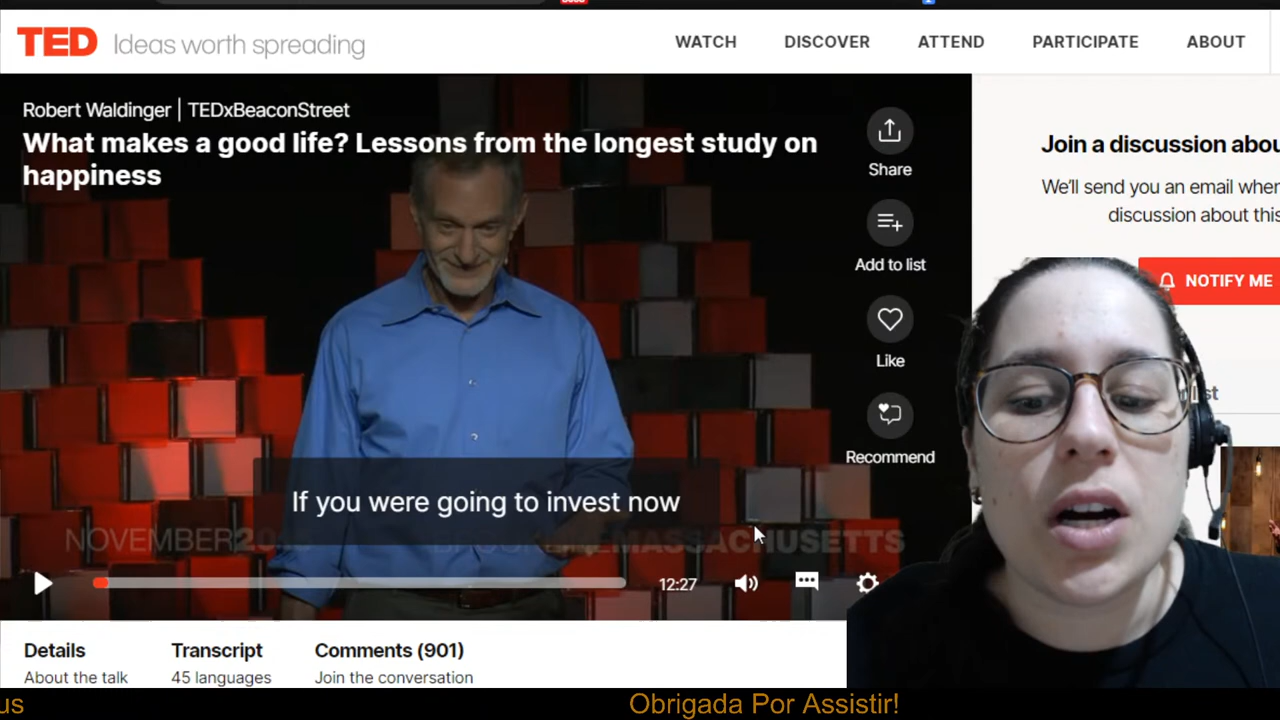 TED Ideas worth spreading
WATCH DISCOVER ATTEND PARTICIPATE ABOUT
Robert Waldinger | TEDxBeaconStreet
What makes a good life? Lessons from the longest study on
happiness
Share
Add to list
Like
Recommend
Join a discussion
We'll send you an email
discussion about
NOTIFY ME
If you were going to invest now
NOVEMBER
MASSACHUSETTS
12:27
Details
About the talk
Transcript
45 languages
Comments (901)
Join the conversation
us
Obrigada Por Assistir!